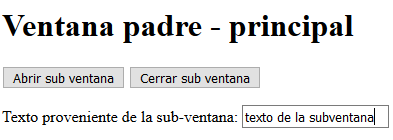 Ventana padre - principal
Abrir sub ventana Cerrar sub ventana
Texto proveniente de la sub-ventana: texto de la subventana